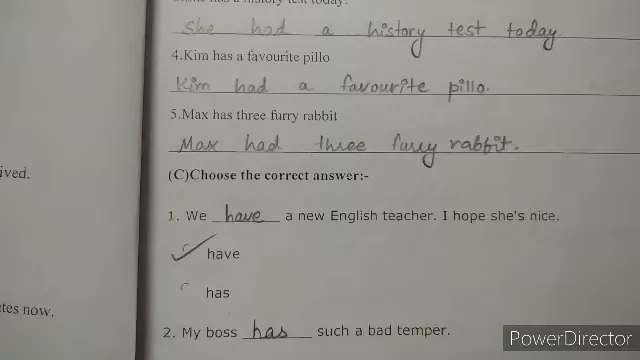 She had a history test today.
4.Kim has a favourite pillo
Kim had a favourite pillo.
5.Max has three furry rabbit
Max had three furry rabbit.
ived.
(C)Choose the correct answer:-
1. We have a new English teacher. I hope she's nice.
have
has
tes now.
2. My boss has such a bad temper.
PowerDirector